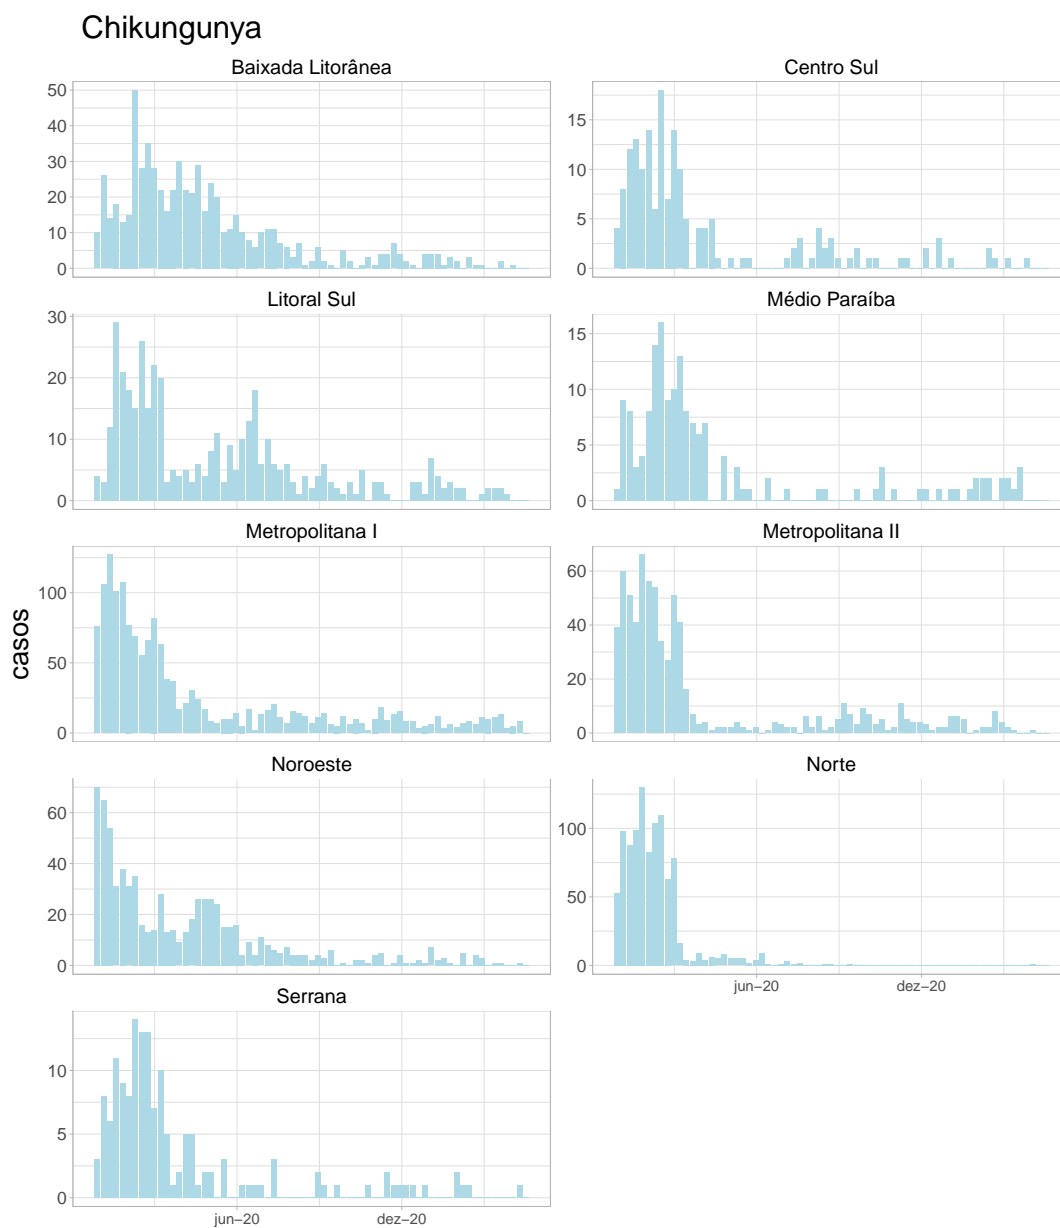 Chikungunya
Baixada Litorânea
Centro Sul
50
40
30
20
10
0
15
10
5
0
Litoral Sul
Médio Paraíba
30
20
10
0
15
10
5
0
Metropolitana I
Metropolitana II
100
50
0
60
40
20
0
casos
Noroeste
Norte
60
40
20
0
100
50
0
jun−20
dez−20
Serrana
10
5
0
jun−20
dez−20